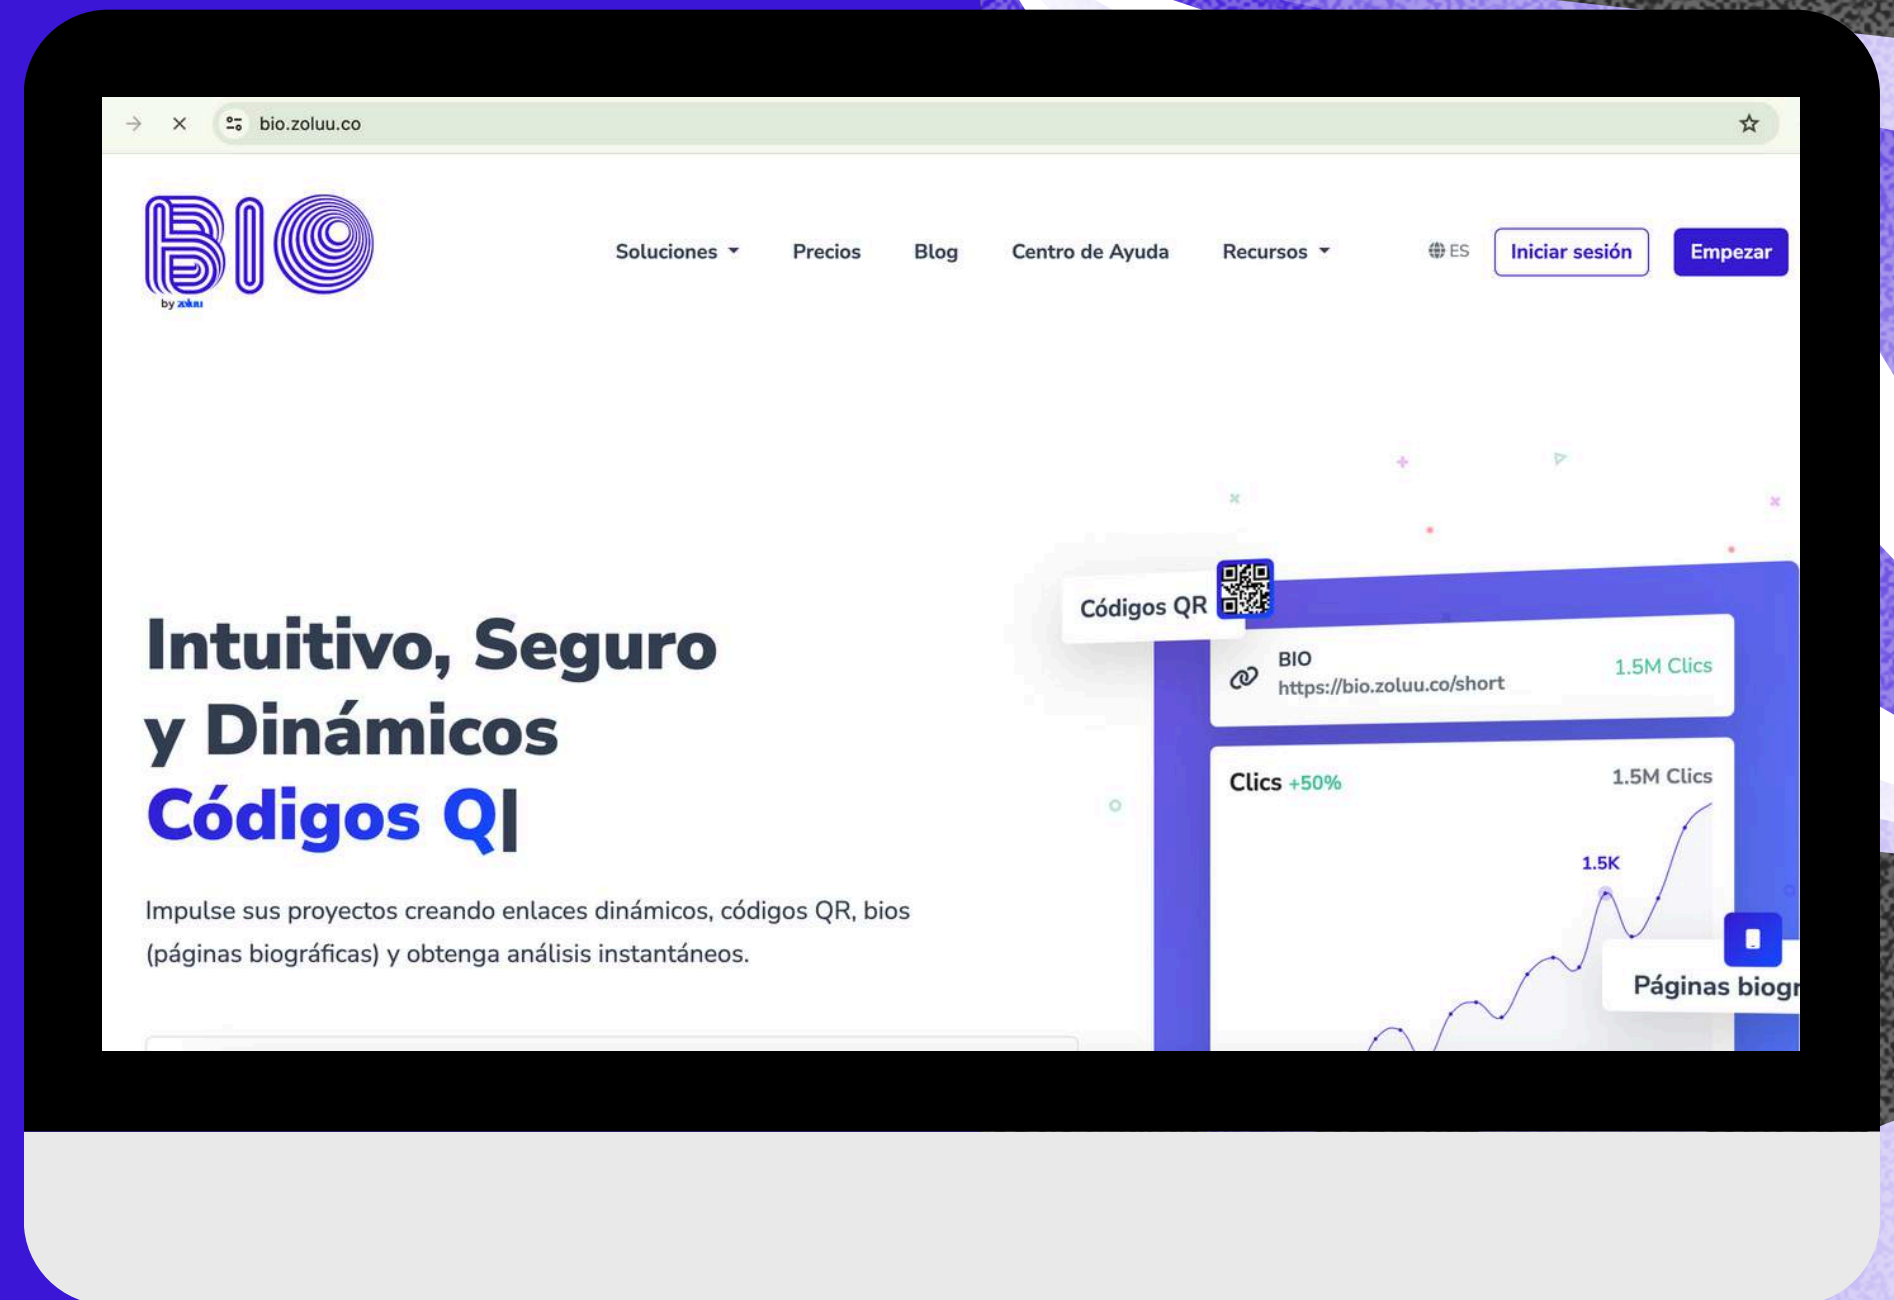 bio.zoluu.co
BIO
by zoluu
Soluciones
Precios
Blog
Centro de Ayuda
Recursos
ES
Iniciar sesión
Empezar
Intuitivo, Seguro
y Dinámicos
Códigos Q|
Impulse sus proyectos creando enlaces dinámicos, códigos QR, bios
(páginas biográficas) y obtenga análisis instantáneos.
Códigos QR
BIO
https://bio.zoluu.co/short
1.5M Clics
Clics +50%
1.5M Clics
1.5K
Páginas biogr